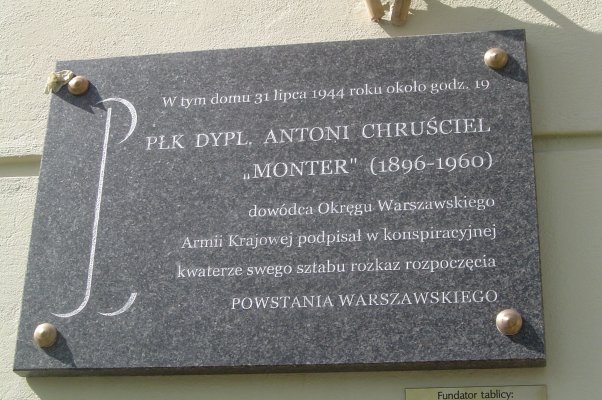 W tym domu 31 lipca 1944 roku około godz. 19
PŁK DYPL. ANTONI CHRUŚCIEL
„MONTER" (1896-1960)
dowódca Okręgu Warszawskiego
Armii Krajowej podpisał w konspiracyjnej
kwaterze swego sztabu rozkaz rozpoczęcia
POWSTANIA WARSZAWSKIEGO
Fundator tablicy: